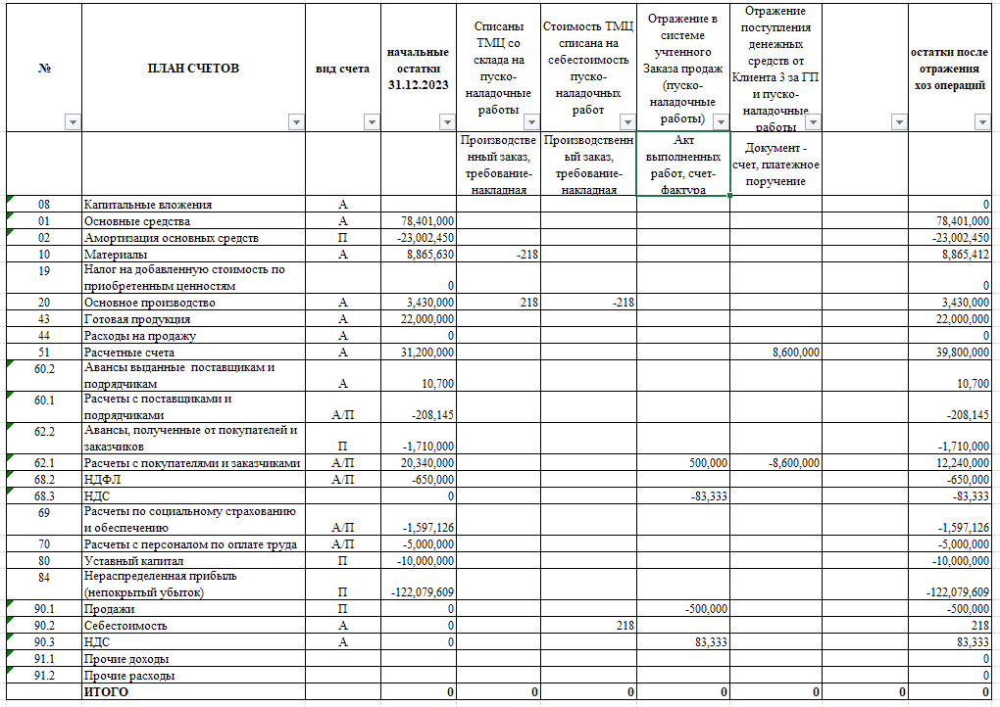 № ПЛАН СЧЕТОВ вид счета начальные остатки 31.12.2023 Списаны ТМЦ со склада на пуско-наладочные работы Стоимость ТМЦ списана на себестоимость пуско-наладочных работ Отражение в системе учтенного Заказа продаж (пуско-наладочные работы) Отражение поступления денежных средств от Клиента 3 за ГП и пуско-наладочные работы остатки после отражения хоз операций
Производственный заказ, требование-накладная Производственный заказ, требование-накладная Акт выполненных работ, счет-фактура Документ - счет, платежное поручение
08 Капитальные вложения А 0
01 Основные средства А 78,401,000 78,401,000
02 Амортизация основных средств П -23,002,450 -23,002,450
10 Материалы А 8,865,630 -218 8,865,412
19 Налог на добавленную стоимость по
приобретенным ценностям 0 0
20 Основное производство А 3,430,000 218 -218 3,430,000
43 Готовая продукция А 22,000,000 22,000,000
44 Расходы на продажу А 0 0
51 Расчетные счета А 31,200,000 8,600,000 39,800,000
60.2 Авансы выданные поставщикам и
подрядчикам А 10,700 10,700
60.1 Расчеты с поставщиками и
подрядчиками А/П -208,145 -208,145
62.2 Авансы, полученные от покупателей и
заказчиков П -1,710,000 -1,710,000
62.1 Расчеты с покупателями и заказчиками А/П 20,340,000 500,000 -8,600,000 12,240,000
68.2 НДФЛ А/П -650,000 -650,000
68.3 НДС 0 -83,333 -83,333
69 Расчеты по социальному страхованию
и обеспечению А/П -1,597,126 -1,597,126
70 Расчеты с персоналом по оплате труда А/П -5,000,000 -5,000,000
80 Уставный капитал П -10,000,000 -10,000,000
84 Нераспределенная прибыль
(непокрытый убыток) П -122,079,609 -122,079,609
90.1 Продажи П 0 -500,000 -500,000
90.2 Себестоимость А 0 218 218
90.3 НДС А 0 83,333 83,333
91.1 Прочие доходы 0
91.2 Прочие расходы 0
ИТОГО 0 0 0 0 0 0 0